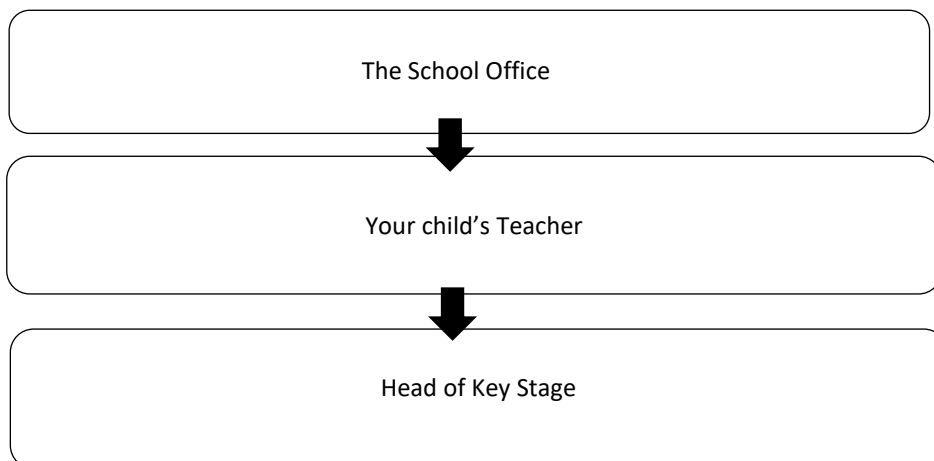 The School Office
Your child’s Teacher
Head of Key Stage